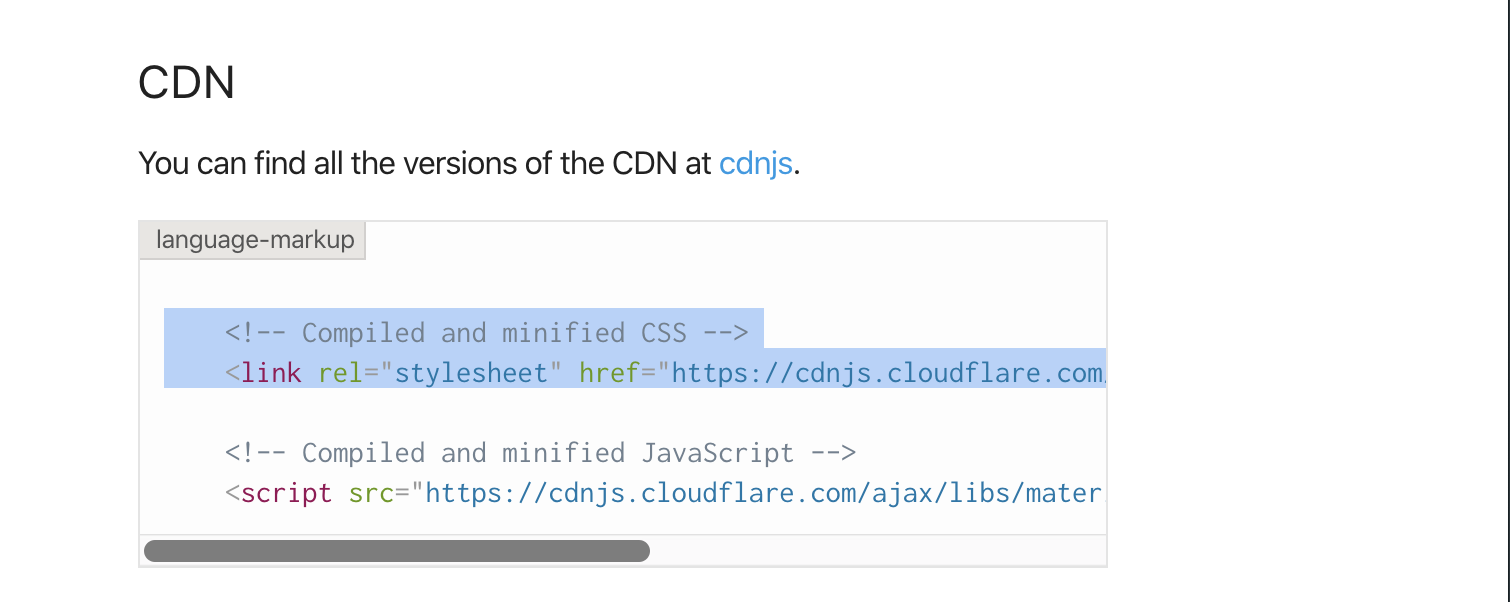 CDN
You can find all the versions of the CDN at cdnjs.
language-markup
<!-- Compiled and minified CSS -->
<link rel="stylesheet" href="https://cdnjs.cloudflare.com/
<!-- Compiled and minified JavaScript -->
<script src="https://cdnjs.cloudflare.com/ajax/libs/mater